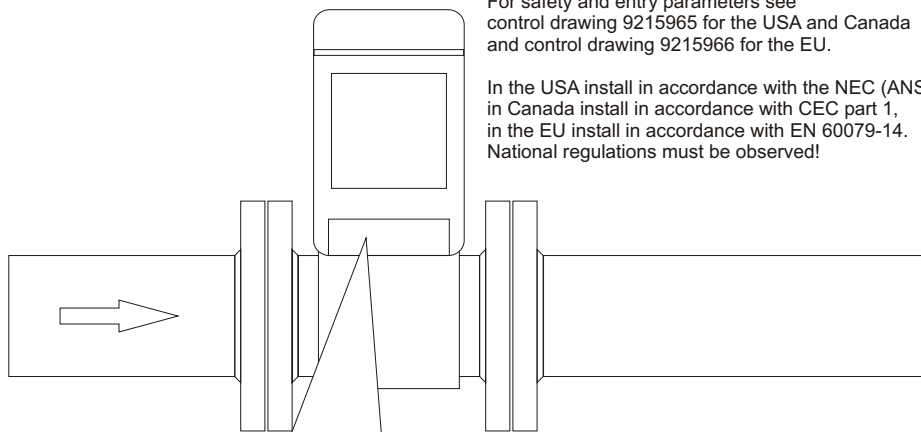 For safety and entry parameters see
control drawing 9215965 for the USA and Canada
and control drawing 9215966 for the EU.
In the USA install in accordance with the NEC (ANS
in Canada install in accordance with CEC part 1,
in the EU install in accordance with EN 60079-14.
National regulations must be observed!